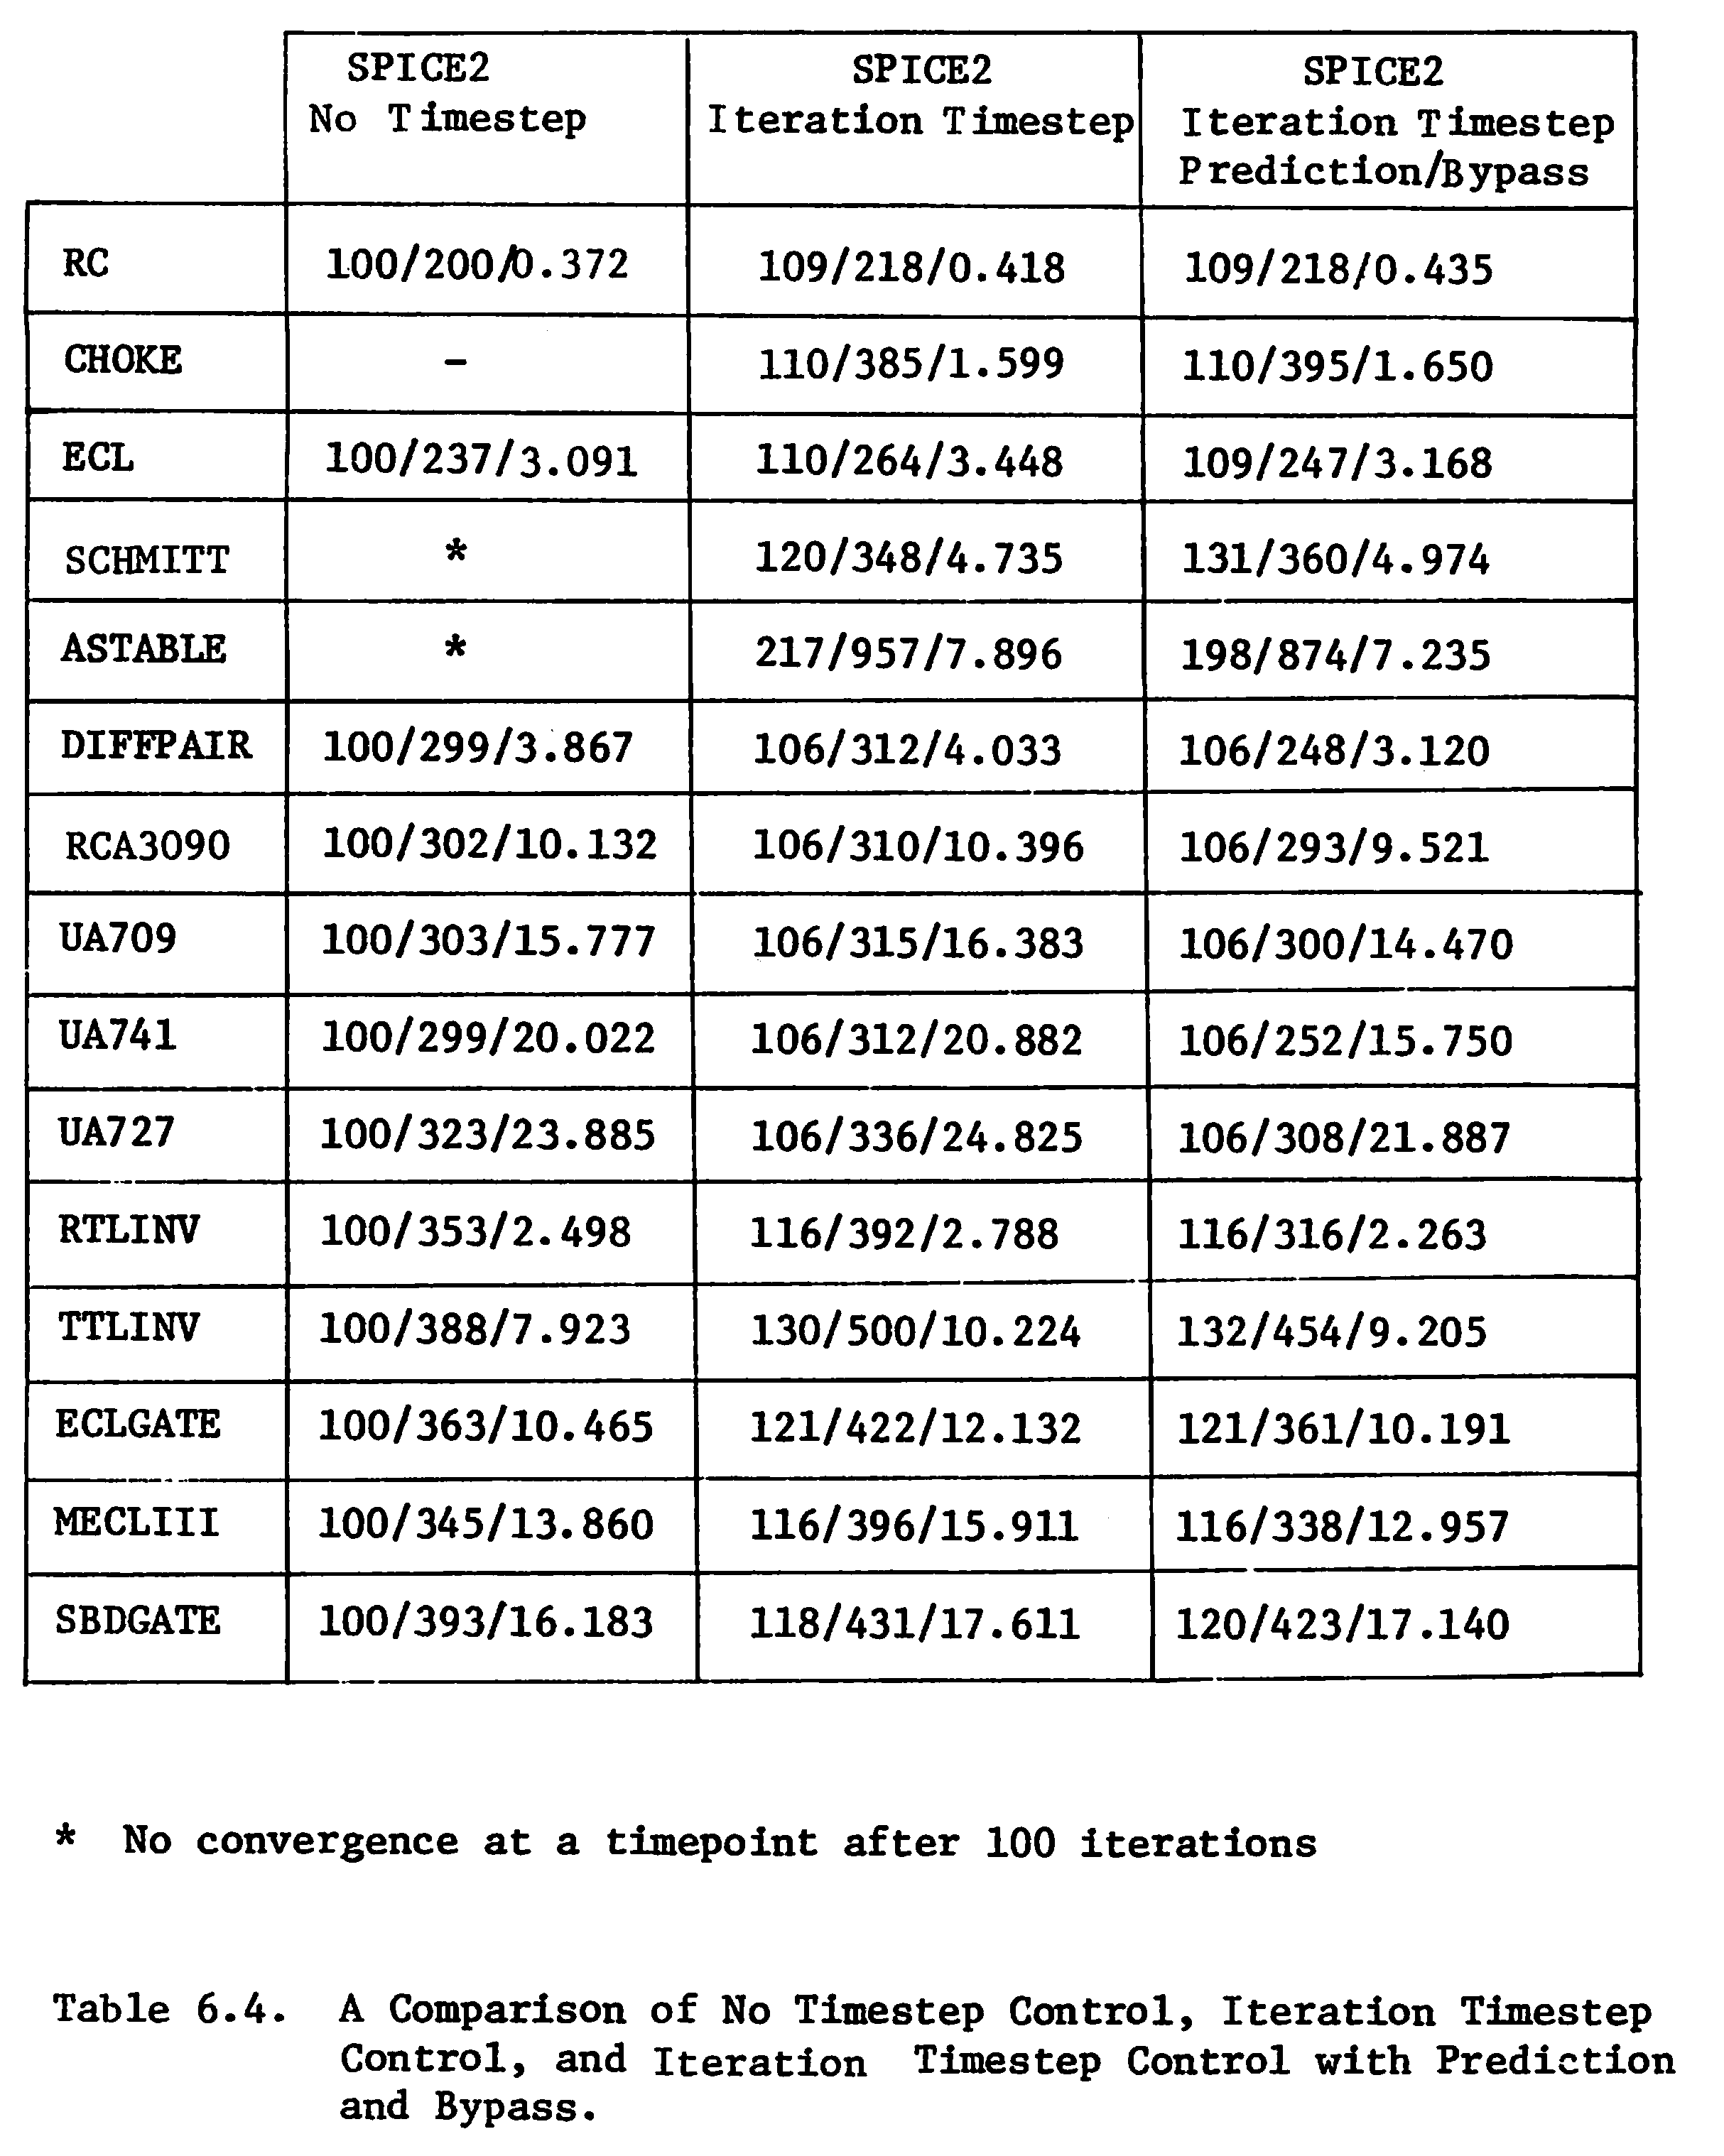 SPICE2 SPICE2 SPICE2
No Timestep Iteration Timestep Iteration Timestep
Prediction/Bypass
RC 100/200/0.372 109/218/0.418 109/218/0.435
CHOKE - 110/385/1.599 110/395/1.650
ECL 100/237/3.091 110/264/3.448 109/247/3.168
SCHMITT * 120/348/4.735 131/360/4.974
ASTABLE * 217/957/7.896 198/874/7.235
DIFFPAIR 100/299/3.867 106/312/4.033 106/248/3.120
RCA3090 100/302/10.132 106/310/10.396 106/293/9.521
UA709 100/303/15.777 106/315/16.383 106/300/14.470
UA741 100/299/20.022 106/312/20.882 106/252/15.750
UA727 100/323/23.885 106/336/24.825 106/308/21.887
RTLINV 100/353/2.498 116/392/2.788 116/316/2.263
TTLINV 100/388/7.923 130/500/10.224 132/454/9.205
ECLGATE 100/363/10.465 121/422/12.132 121/361/10.191
MECLIII 100/345/13.860 116/396/15.911 116/338/12.957
SBDGATE 100/393/16.183 118/431/17.611 120/423/17.140
* No convergence at a timepoint after 100 iterations
Table 6.4. A Comparison of No Timestep Control, Iteration Timestep
Control, and Iteration Timestep Control with Prediction
and Bypass.